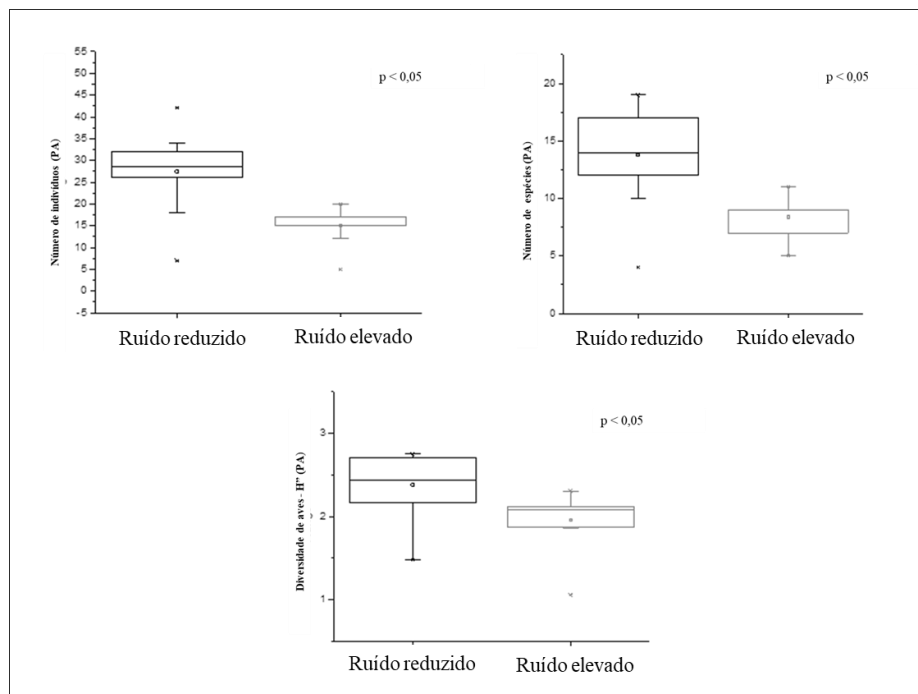 Número de indivíduos (PA)
55
50
45
40
35
30
25
20
15
10
5
0
-5
p < 0,05
Ruído reduzido
Ruído elevado
Número de espécies (PA)
20
15
10
5
0
p < 0,05
Ruído reduzido
Ruído elevado
Diversidade de aves - H" (PA)
3
2
1
p < 0,05
Ruído reduzido
Ruído elevado